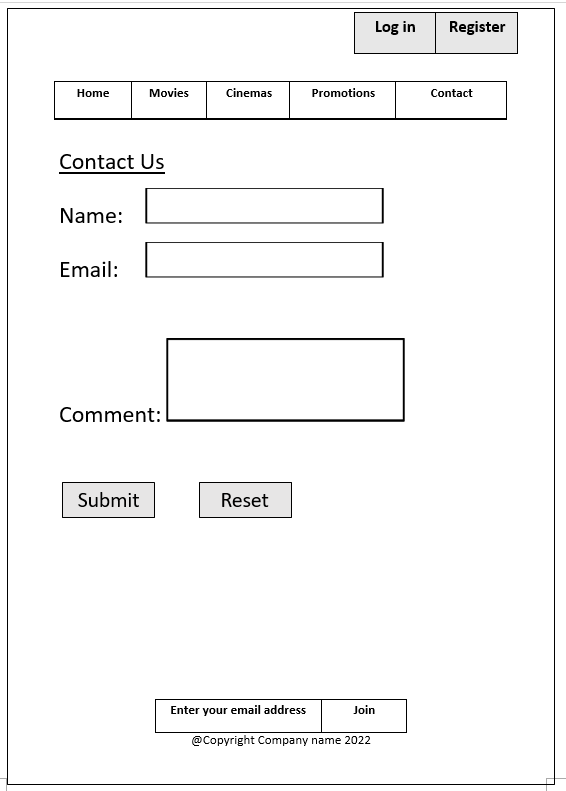 Log in Register
Home Movies Cinemas Promotions Contact
Contact Us
Name:
Email:
Comment:
Submit Reset
Enter your email address Join
@Copyright Company name 2022